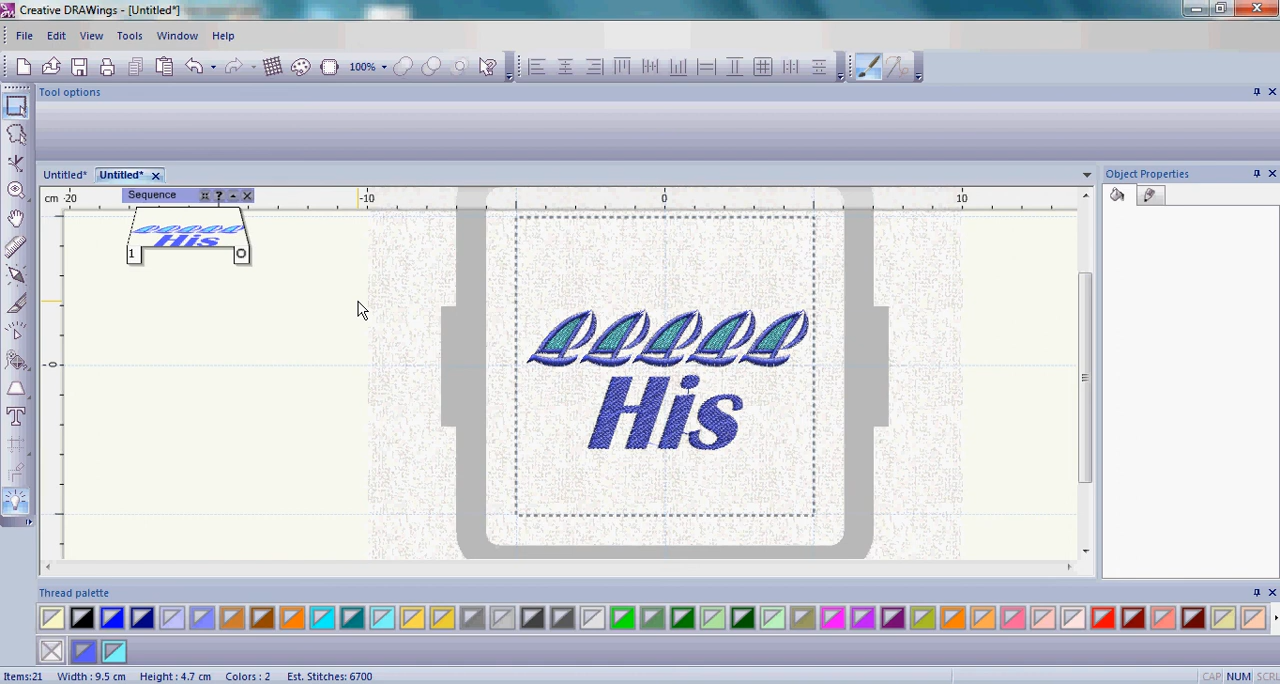 Creative DRAWings - [Untitled*]
File Edit View Tools Window Help
100%
Tool options
Untitled* Untitled*
Object Properties
Sequence ?
cm -20 -10 0 10
His
1
0
His
Thread palette
Items:21 Width : 9.5 cm Height : 4.7 cm Colors : 2 Est. Stitches: 6700 CAP NUM SCRL